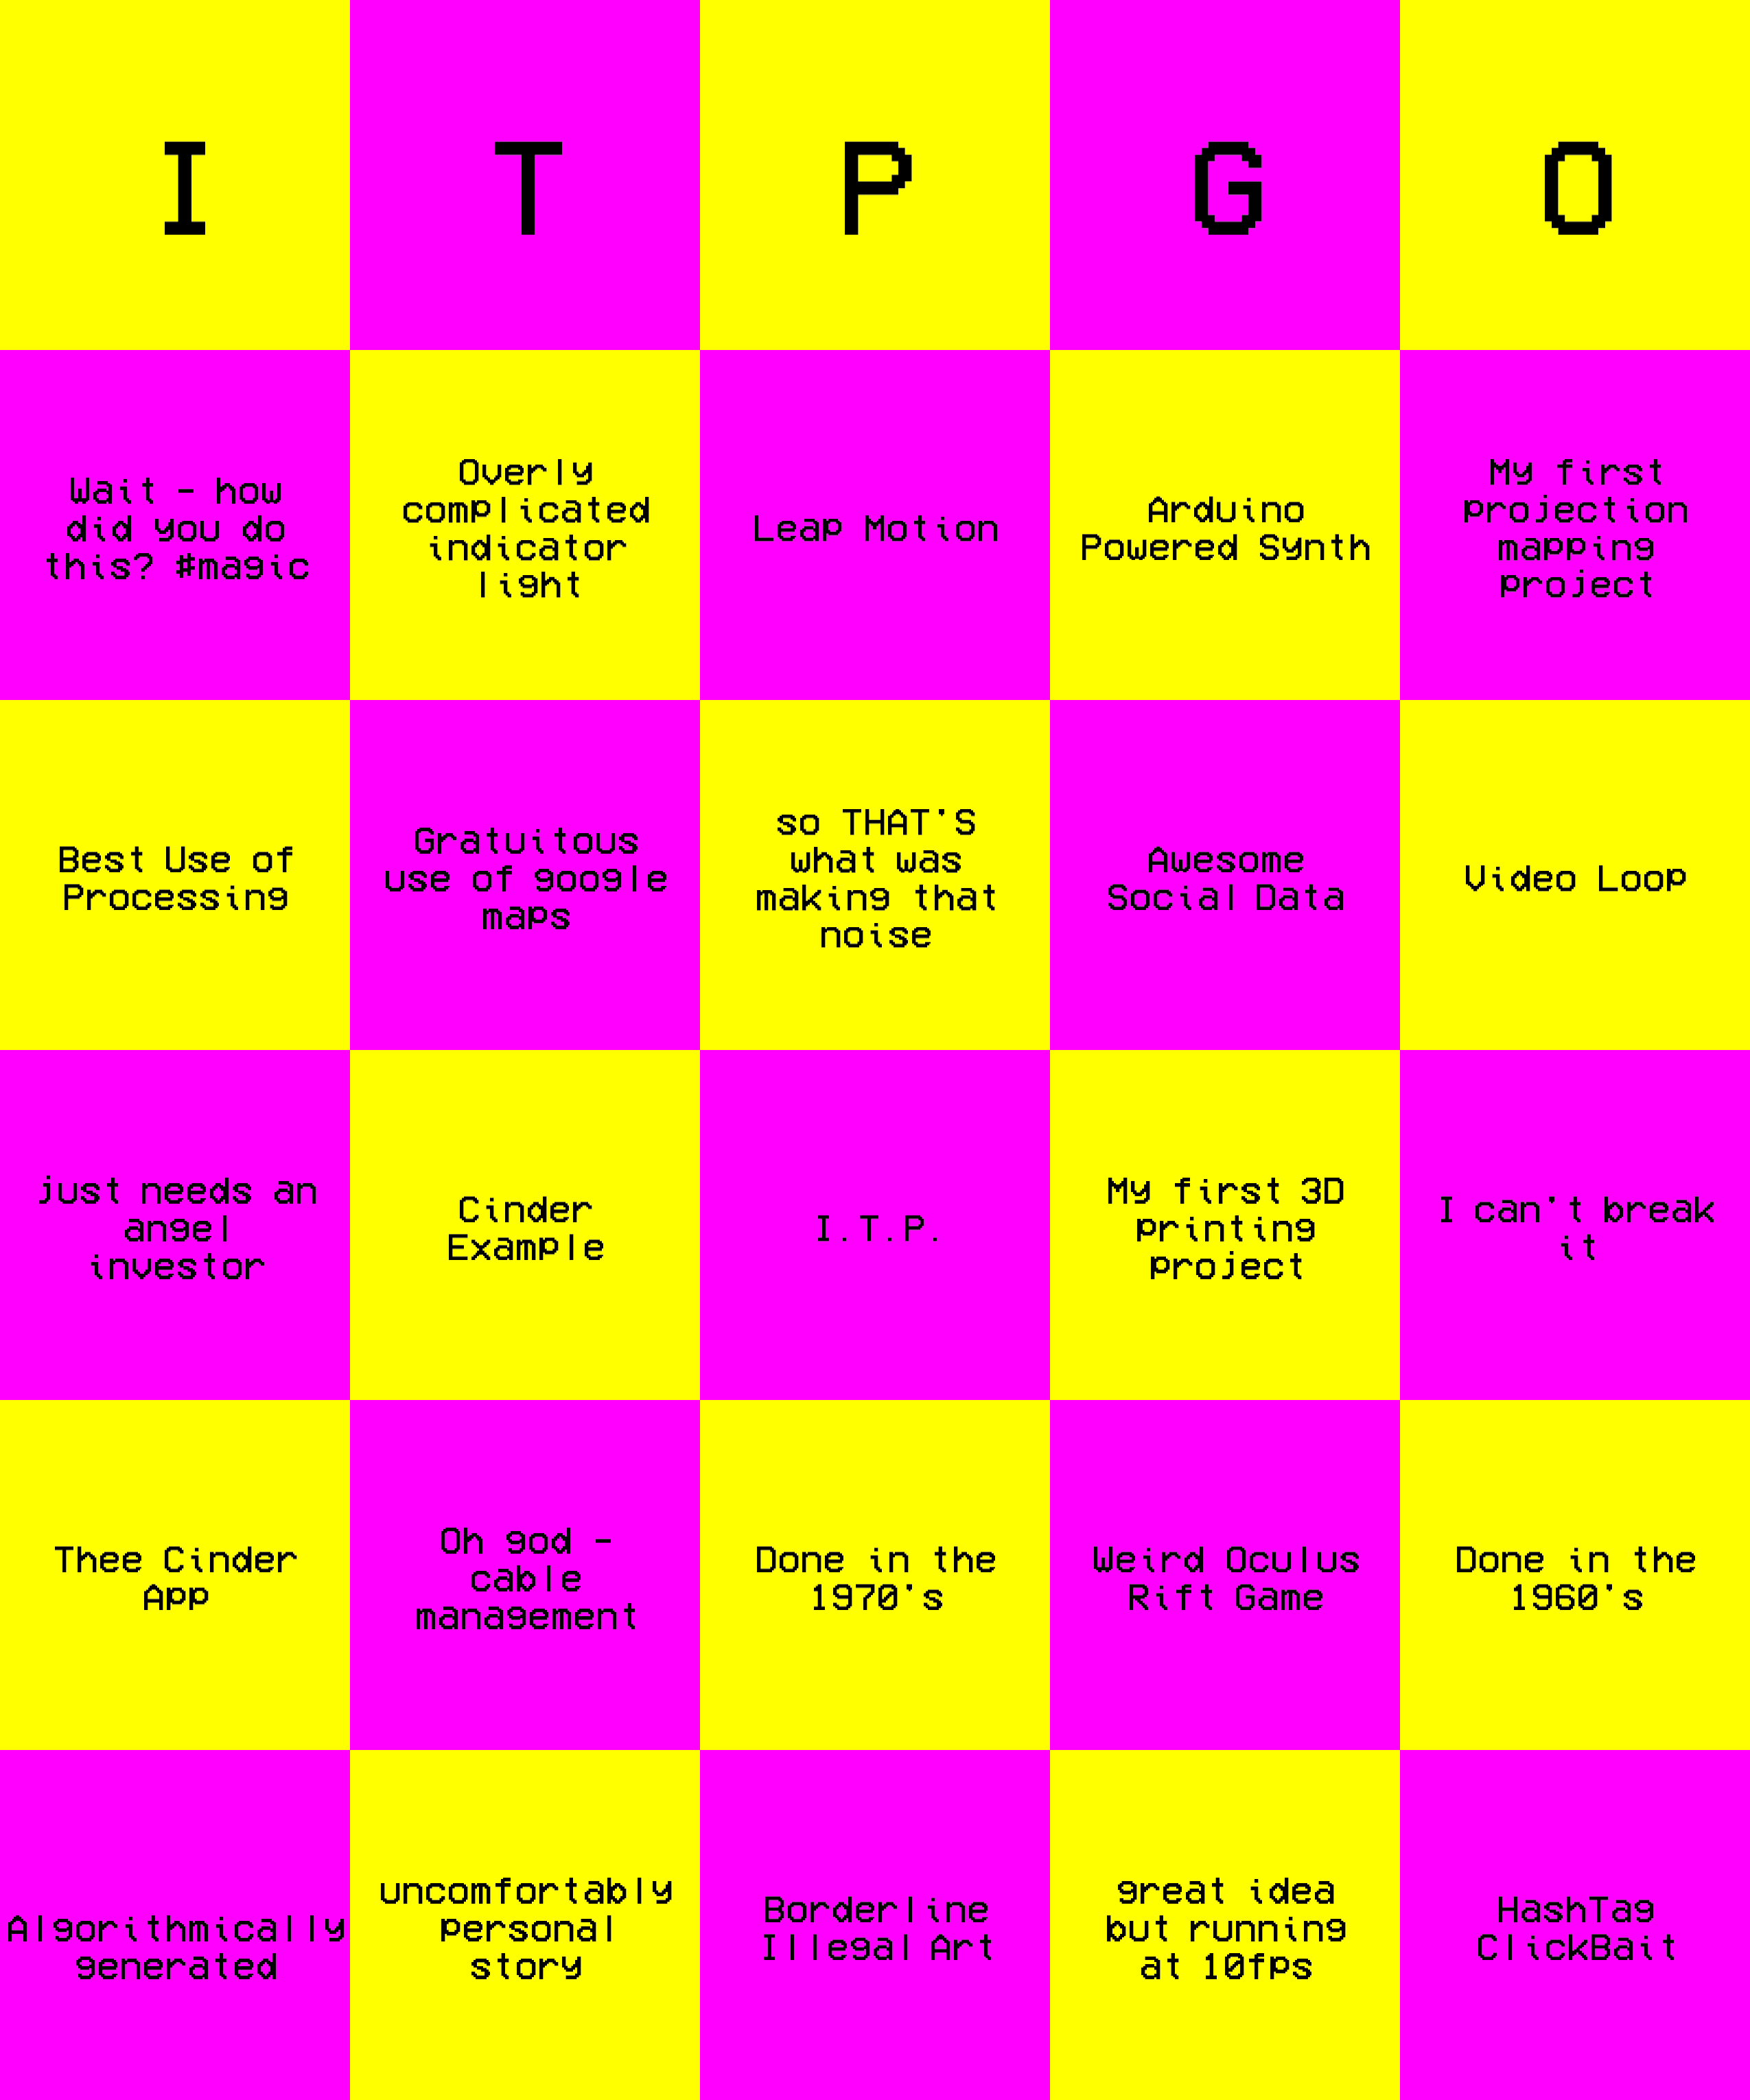 I T P G O
Wait - how
did you do
this? #magic
Overly
complicated
indicator
light
Leap Motion
Arduino
Powered Synth
My first
projection
mapping
project
Best Use of
Processing
Gratuitous
use of google
maps
so THAT'S
what was
making that
noise
Awesome
Social Data
Video Loop
just needs an
angel
investor
Cinder
Example
I.T.P.
My first 3D
printing
project
I can't break
it
Thee Cinder
App
Oh god -
cable
management
Done in the
1970's
Weird Oculus
Rift Game
Done in the
1960's
Algorithmically
generated
uncomfortably
personal
story
Borderline
Illegal Art
great idea
but running
at 10fps
HashTag
ClickBait